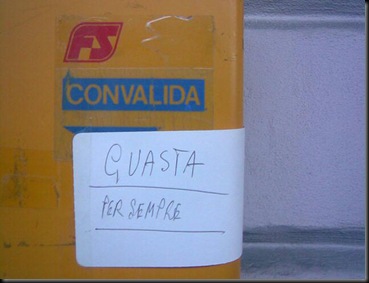 FS
CONVALIDA
GUASTA
PER SEMPRE